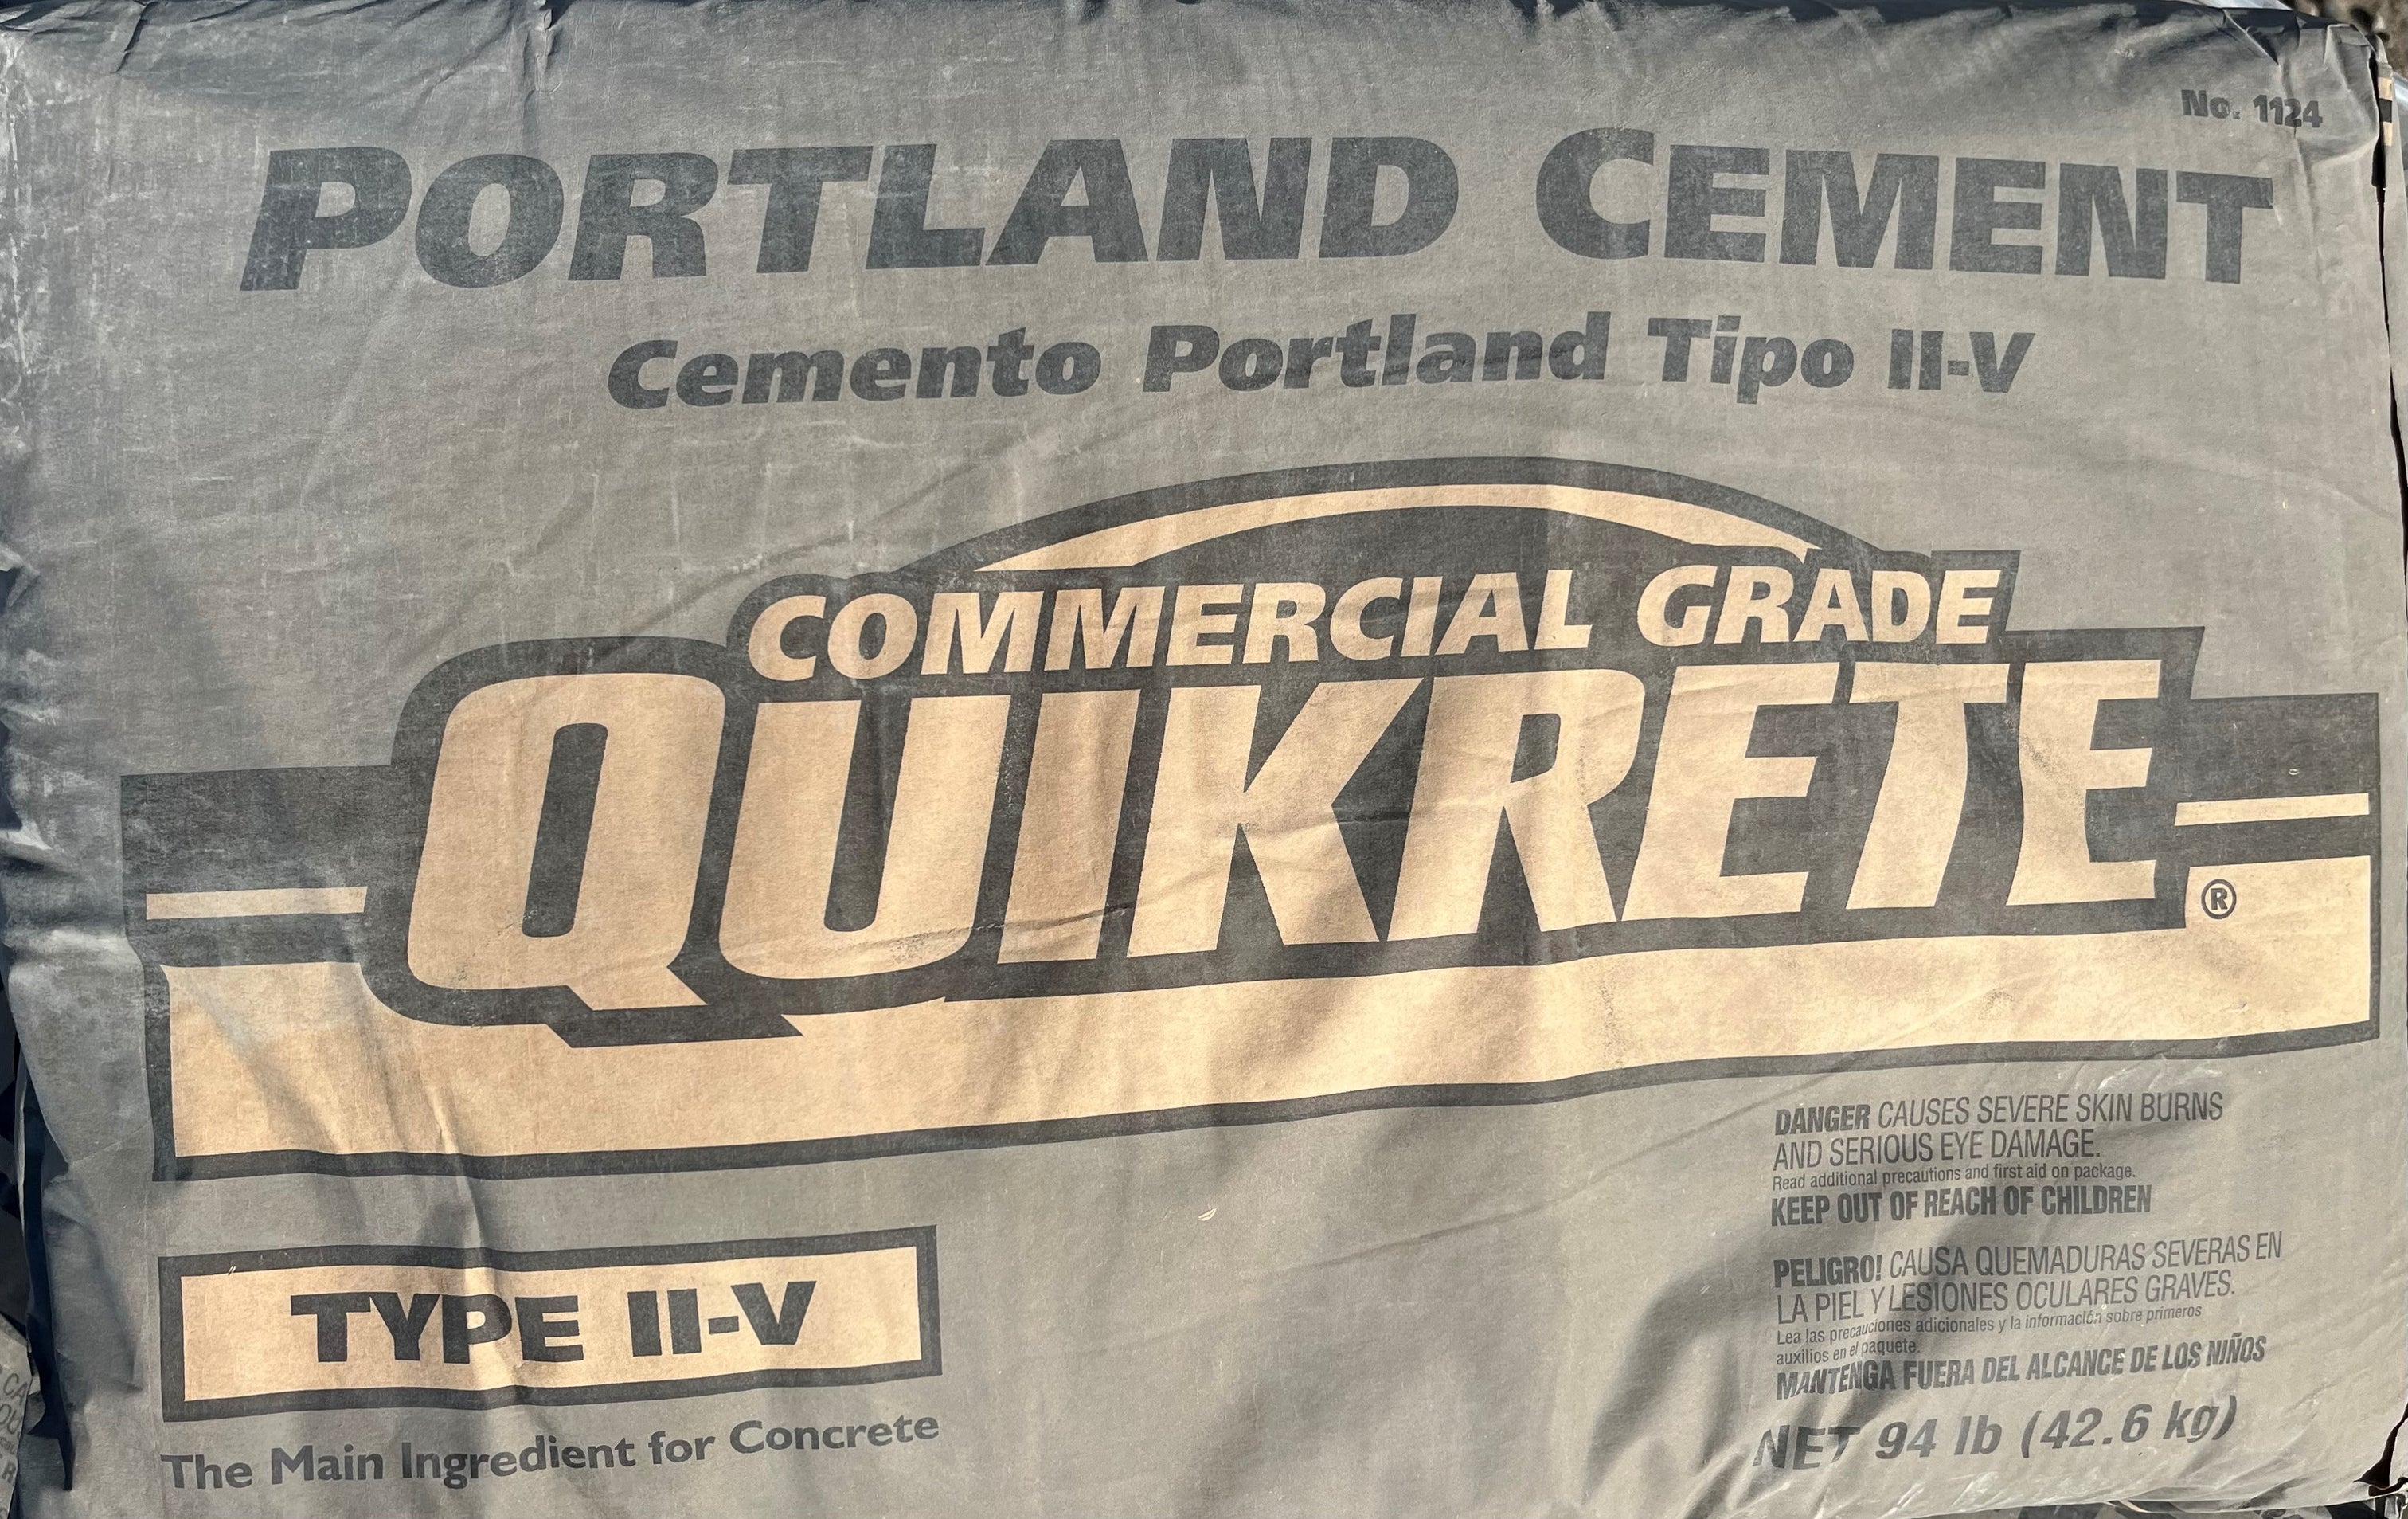 No. 1124
PORTLAND CEMENT
Cemento Portland Tipo II-V
COMMERCIAL GRADE
QUIKRETE®
DANGER CAUSES SEVERE SKIN BURNS
AND SERIOUS EYE DAMAGE.
Read additional precautions and first aid on package.
KEEP OUT OF REACH OF CHILDREN
PELIGRO! CAUSA QUEMADURAS SEVERAS EN
LA PIEL Y LESIONES OCULARES GRAVES.
Lea las precauciones adicionales y la información sobre primeros
auxilios en el paquete.
MANTENGA FUERA DEL ALCANCE DE LOS NIÑOS
NET 94 lb (42.6 kg)
TYPE II-V
The Main Ingredient for Concrete